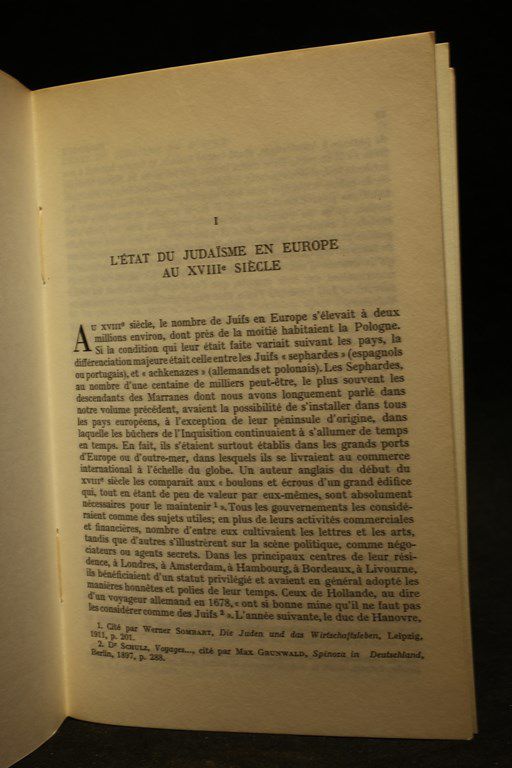 I
L'ÉTAT DU JUDAÏSME EN EUROPE
AU XVIIIe SIÈCLE
AU XVIIIe siècle, le nombre de Juifs en Europe s'élevait à deux
millions environ, dont près de la moitié habitaient la Pologne.
Si la condition qui leur était faite variait suivant les pays, la
différenciation majeure était celle entre les Juifs « sephardes » (espagnols
ou portugais), et « achkenazes » (allemands et polonais). Les Sephardes,
au nombre d'une centaine de milliers peut-être, le plus souvent les
descendants des Marranes dont nous avons longuement parlé dans
notre volume précédent, avaient la possibilité de s'installer dans tous
les pays européens, à l'exception de leur péninsule d'origine, dans
laquelle les bûchers de l'Inquisition continuaient à s'allumer de temps
en temps. En fait, ils s'étaient surtout établis dans les grands ports
d'Europe ou d'outre-mer, dans lesquels ils se livraient au commerce
international à l'échelle du globe. Un auteur anglais du début du
XVIIIe siècle les comparait aux « boulons et écrous d'un grand édifice
qui, tout en étant de peu de valeur par eux-mêmes, sont absolument
nécessaires pour le maintenir 1 ». Tous les gouvernements les considé-
raient comme des sujets utiles; en plus de leurs activités commerciales
et financières, nombre d'entre eux cultivaient les lettres et les arts,
tandis que d'autres s'illustrèrent sur la scène politique, comme négo-
ciateurs ou agents secrets. Dans les principaux centres de leur rési-
dence, à Londres, à Amsterdam, à Hambourg, à Bordeaux, à Livourne,
ils bénéficiaient d'un statut privilégié et avaient en général adopté les
manières honnêtes et polies de leur temps. Ceux de Hollande, au dire
d'un voyageur allemand en 1678, « ont si bonne mine qu'il ne faut pas
les considérer comme des Juifs 2 ». L'année suivante, le duc de Hanovre,
1. Cité par Werner SOMBART, Die Juden und das Wirtschaftsleben, Leipzig,
1911, p. 201.
2. Dr SCHULZ, Voyages..., cité par Max GRUNWALD, Spinoza in Deutschland,
Berlin, 1897, p. 288.